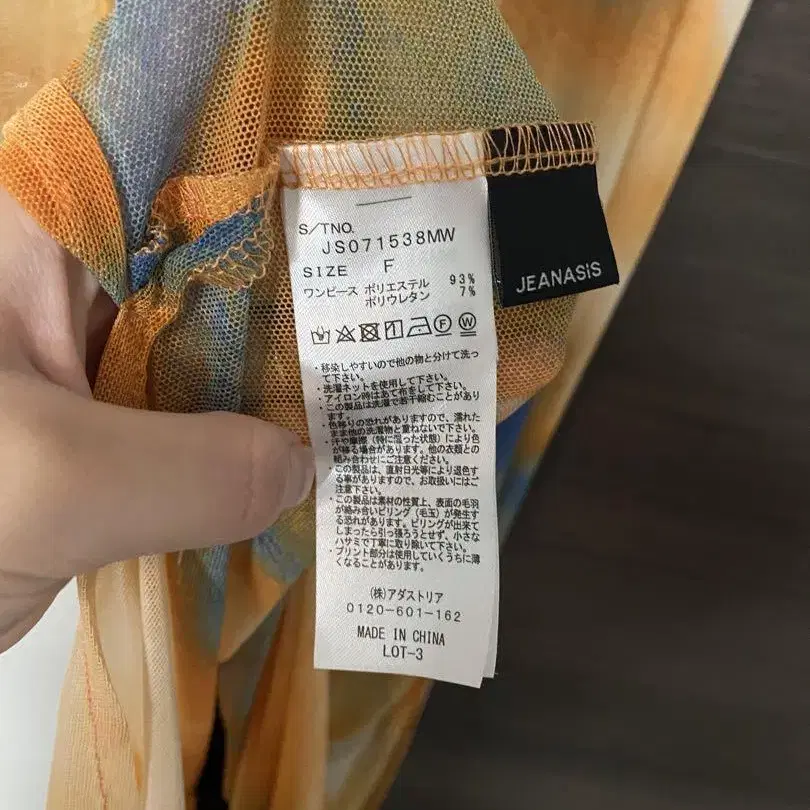 S/TNO.
JS071538MW
SIZE F
ワンピース ポリエステル 93%
ポリウレタン 7%
・移染しやすいので他の物と分けて洗っ
て下さい。
・洗濯ネットを使用して下さい。
・アイロン時はあて布をして下さい。
・この製品は洗濯で若干縮むことがあり
ます。
・色移りの恐れがありますので、濡れた
まま他の洗濯物と重ねないで下さい。
・汗や摩擦（特に湿った状態）により色
が移る場合があります。他の衣類との
組み合わせにご注意ください。
・この製品は、直射日光等により退色す
る事がありますので、お取扱いにはご
注意下さい。
・この製品は素材の性質上、表面の毛羽
が絡み合いピリング（毛玉）が発生す
る恐れがあります。ピリングが出来て
しまったら引っ張ろうとせず、小さな
ハサミで丁寧に取り除いて下さい。
・プリント部分は使用していくうちに薄
くなることがあります。
(株)アダストリア
0120-601-162
MADE IN CHINA
LOT-3
JEANASiS